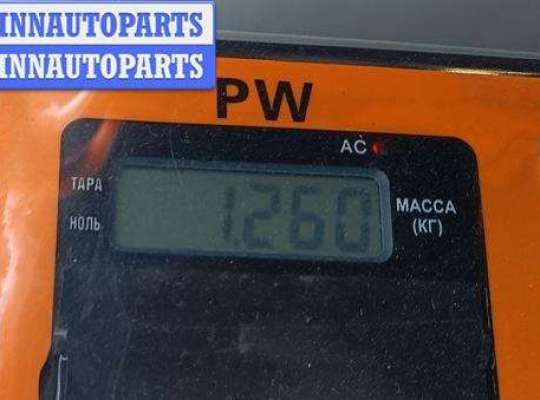 INNAUTOPARTS
INNAUTOPARTS
PW
AC
ТАРА
НОЛЬ
1.260
МАССА
(КГ)